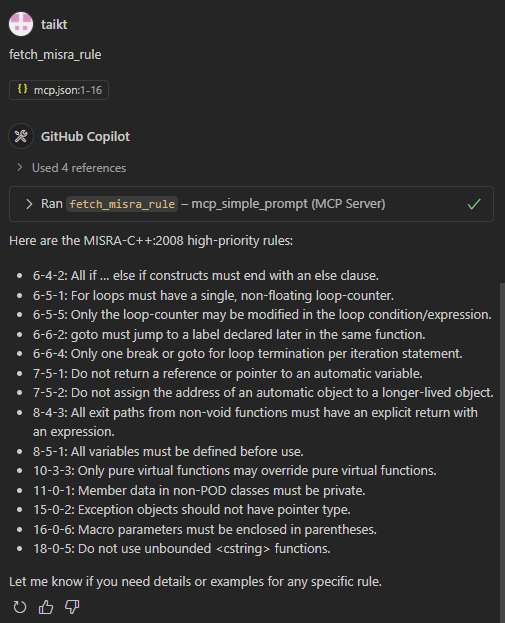 taikt
fetch_misra_rule
{} mcp.json:1-16
GitHub Copilot
Used 4 references
Ran fetch_misra_rule – mcp_simple_prompt (MCP Server)
Here are the MISRA-C++:2008 high-priority rules:
• 6-4-2: All if ... else if constructs must end with an else clause.
• 6-5-1: For loops must have a single, non-floating loop-counter.
• 6-5-5: Only the loop-counter may be modified in the loop condition/expression.
• 6-6-2: goto must jump to a label declared later in the same function.
• 6-6-4: Only one break or goto for loop termination per iteration statement.
• 7-5-1: Do not return a reference or pointer to an automatic variable.
• 7-5-2: Do not assign the address of an automatic object to a longer-lived object.
• 8-4-3: All exit paths from non-void functions must have an explicit return with
an expression.
• 8-5-1: All variables must be defined before use.
• 10-3-3: Only pure virtual functions may override pure virtual functions.
• 11-0-1: Member data in non-POD classes must be private.
• 15-0-2: Exception objects should not have pointer type.
• 16-0-6: Macro parameters must be enclosed in parentheses.
• 18-0-5: Do not use unbounded <cstring> functions.
Let me know if you need details or examples for any specific rule.